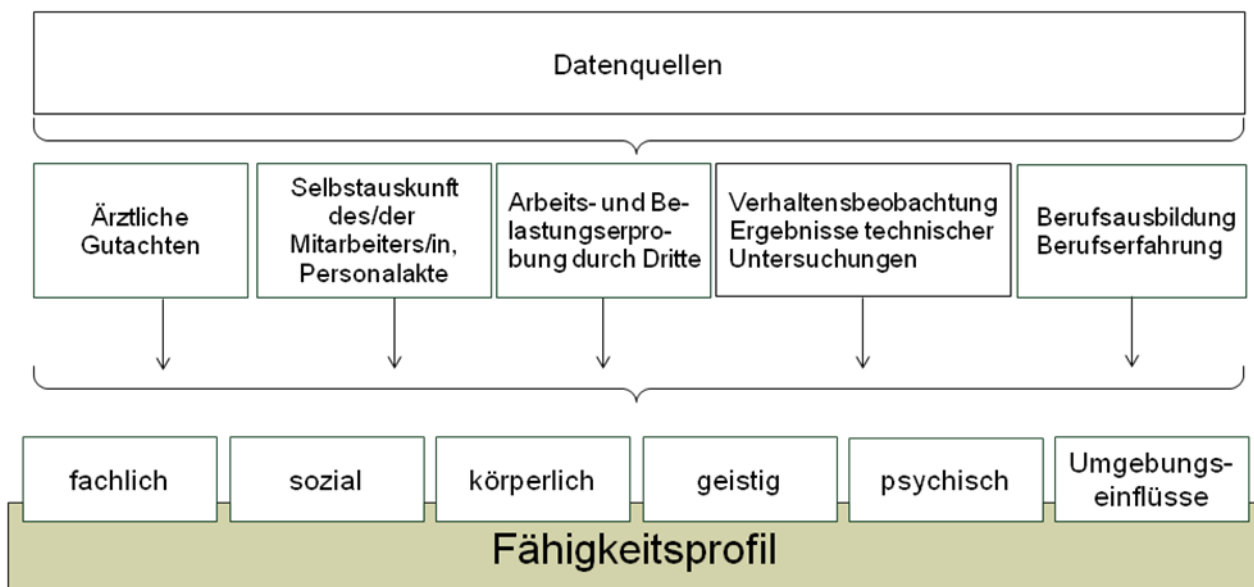 Datenquellen
Ärztliche
Gutachten
Selbstauskunft
des/der
Mitarbeiters/in,
Personalakte
Arbeits- und Be-
lastungserpro-
bung durch Dritte
Verhaltensbeobachtung
Ergebnisse technischer
Untersuchungen
Berufsausbildung
Berufserfahrung
fachlich
sozial
körperlich
geistig
psychisch
Umgebungs-
einflüsse
Fähigkeitsprofil